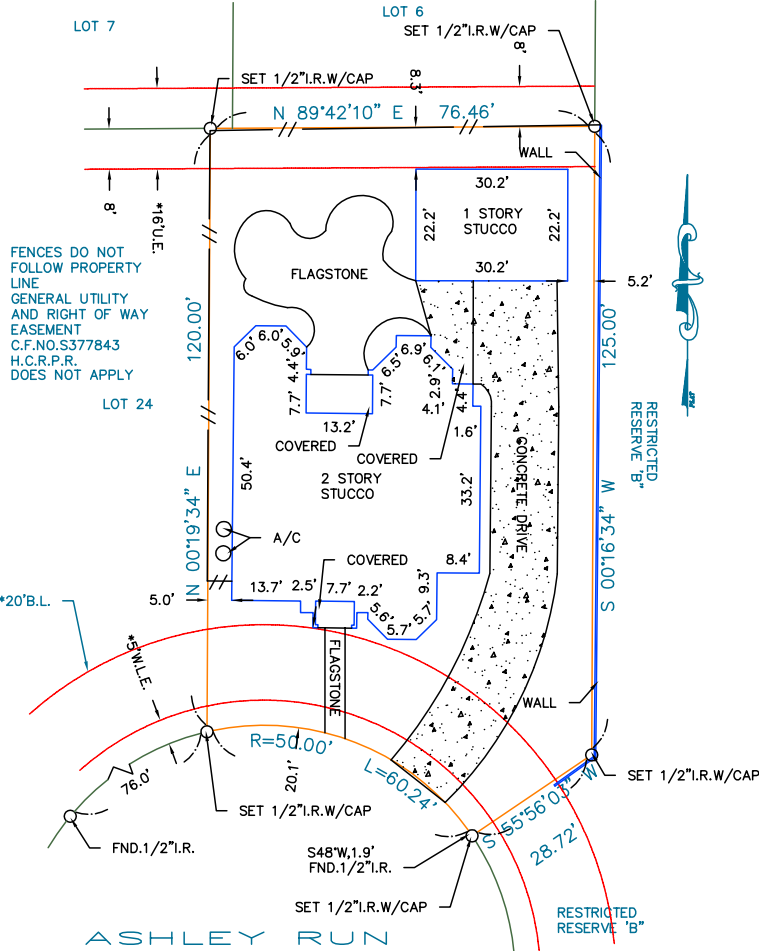 LOT 7
LOT 6
SET 1/2"I.R.W/CAP
8'
SET 1/2"I.R.W/CAP
8.3'
N 89°42'10" E 76.46'
WALL
8'
*16'U.E.
30.2'
22.2'
1 STORY
STUCCO
22.2'
30.2'
5.2'
FLAGSTONE
FENCES DO NOT
FOLLOW PROPERTY
LINE
GENERAL UTILITY
AND RIGHT OF WAY
EASEMENT
C.F.NO.S377843
H.C.R.P.R.
DOES NOT APPLY
LOT 24
120.00'
125.00'
6.0'
6.0'
5.9'
4.4'
7.7'
13.2'
7.7'
6.5'
6.9'
6.1'
2.9'
4.1'
4.4'
1.6'
COVERED
COVERED
2 STORY
STUCCO
50.4'
33.2'
CONCRETE DRIVE
RESTRICTED
RESERVE 'B"
PLAT
N 00°19'34" E
S 00°16'34" W
A/C
COVERED
8.4'
9.3'
13.7'
2.5'
7.7'
2.2'
5.6'
5.7'
5.7'
5.0'
*20'B.L.
*5'W.L.E.
FLAGSTONE
WALL
R=50.00'
20.1'
L=60.24'
76.0'
SET 1/2"I.R.W/CAP
SET 1/2"I.R.W/CAP
S 55°56'03" W
28.72'
FND.1/2"I.R.
S48°W,1.9'
FND.1/2"I.R.
SET 1/2"I.R.W/CAP
RESTRICTED
RESERVE 'B"
ASHLEY RUN